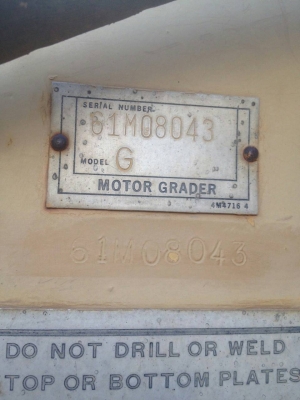 SERIAL NUMBER
61M08043
MODEL G
MOTOR GRADER
4M4716 4
61M08043
DO NOT DRILL OR WELD
TOP OR BOTTOM PLATES